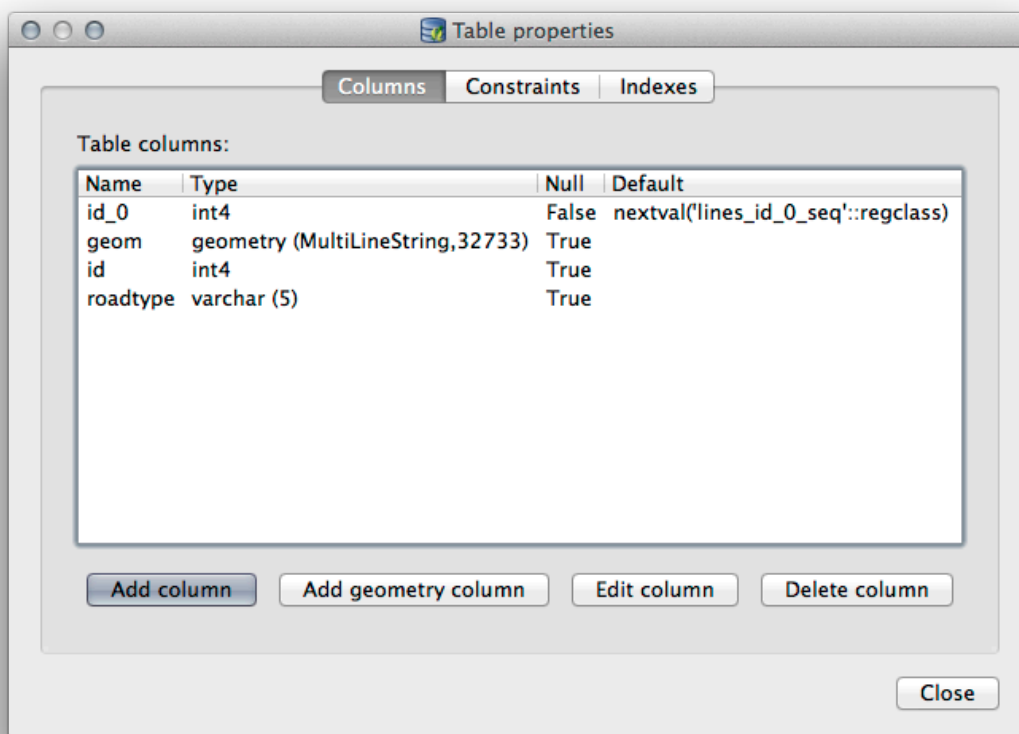 Table properties
Columns Constraints Indexes
Table columns:
Name Type Null Default
id_0 int4 False nextval('lines_id_0_seq'::regclass)
geom geometry (MultiLineString,32733) True
id int4 True
roadtype varchar (5) True
Add column Add geometry column Edit column Delete column
Close